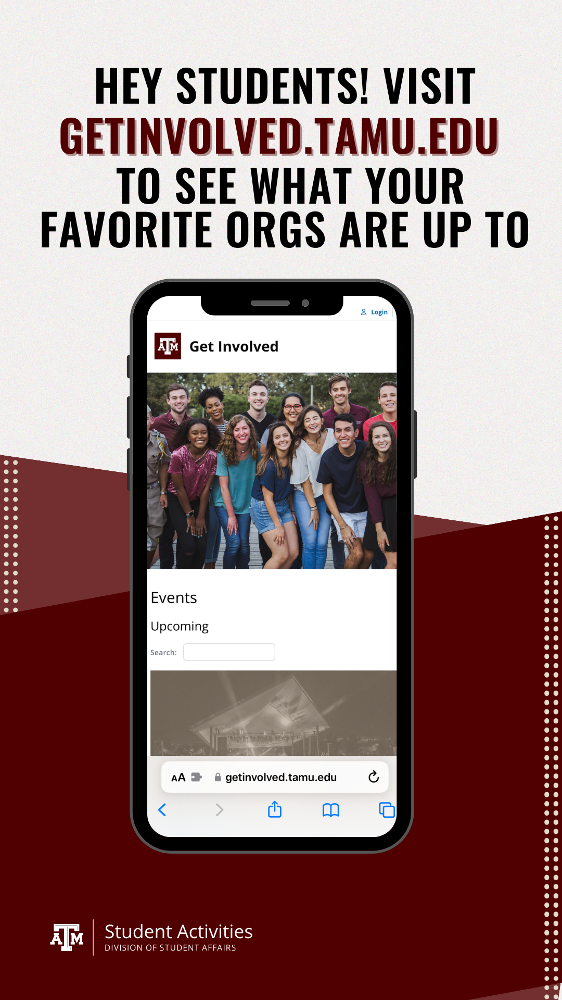 HEY STUDENTS! VISIT
GETINVOLVED.TAMU.EDU
TO SEE WHAT YOUR
FAVORITE ORGS ARE UP TO
Login
ATM Get Involved
Events
Upcoming
Search:
AA getinvolved.tamu.edu
ATM Student Activities
DIVISION OF STUDENT AFFAIRS